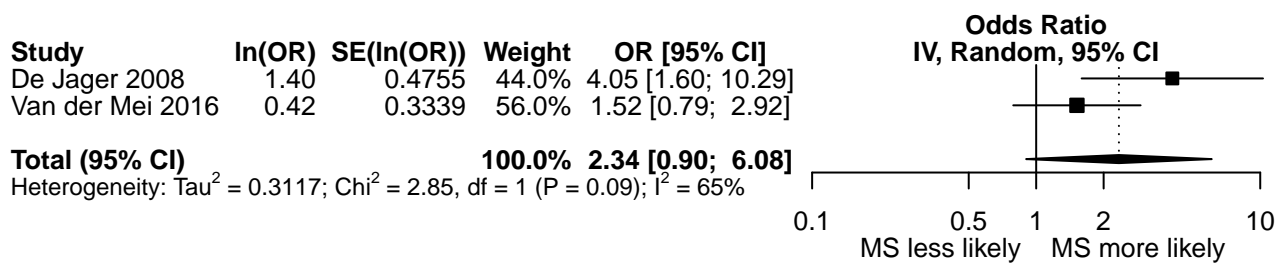 Odds Ratio
Study ln(OR) SE(ln(OR)) Weight OR [95% CI] IV, Random, 95% CI
De Jager 2008 1.40 0.4755 44.0% 4.05 [1.60; 10.29]
Van der Mei 2016 0.42 0.3339 56.0% 1.52 [0.79; 2.92]
Total (95% CI) 100.0% 2.34 [0.90; 6.08]
Heterogeneity: Tau² = 0.3117; Chi² = 2.85, df = 1 (P = 0.09); I² = 65%
0.1 0.5 1 2 10
MS less likely MS more likely